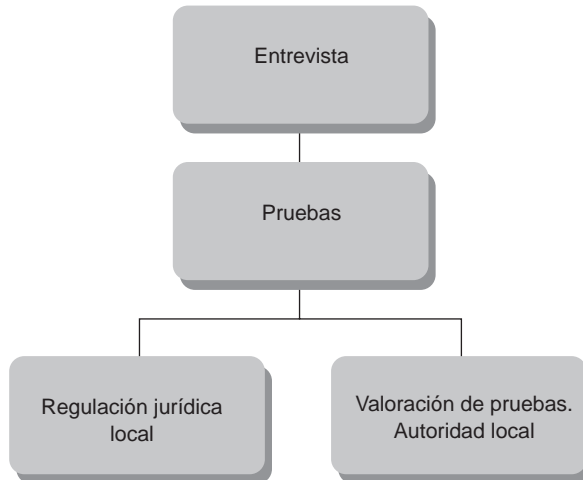 Entrevista
Pruebas
Regulación jurídica
local
Valoración de pruebas.
Autoridad local